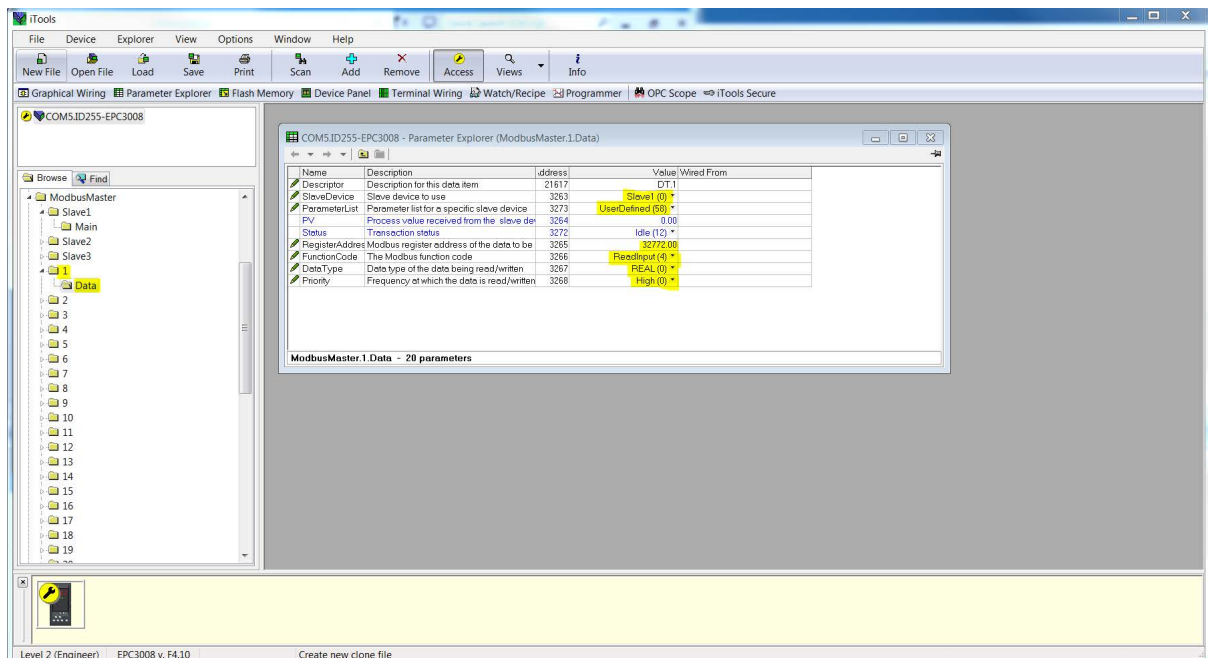 iTools
File Device Explorer View Options Window Help
New File Open File Load Save Print Scan Add Remove Access Views Info
Graphical Wiring Parameter Explorer Flash Memory Device Panel Terminal Wiring Watch/Recipe Programmer OPC Scope iTools Secure
COM5.ID255-EPC3008
Browse Find
ModbusMaster
Slave1
Main
Slave2
Slave3
1
Data
2
3
4
5
6
7
8
9
10
11
12
13
14
15
16
17
18
19
COM5.ID255-EPC3008 - Parameter Explorer (ModbusMaster.1.Data)
Name Description ddress Value Wired From
Descriptor Description for this data item 21617 DT.1
SlaveDevice Slave device to use 3263 Slave1 (0)
ParameterList Parameter list for a specific slave device 3273 UserDefined (58)
PV Process value received from the slave de 3264 0.00
Status Transaction status 3272 Idle (12)
RegisterAddres Modbus register address of the data to be 3265 32772.00
FunctionCode The Modbus function code 3266 ReadInput (4)
DataType Data type of the data being read/written 3267 REAL (0)
Priority Frequency at which the data is read/written 3268 High (0)
ModbusMaster.1.Data - 20 parameters
Level 2 (Engineer) EPC3008 v. F4.10 Create new clone file